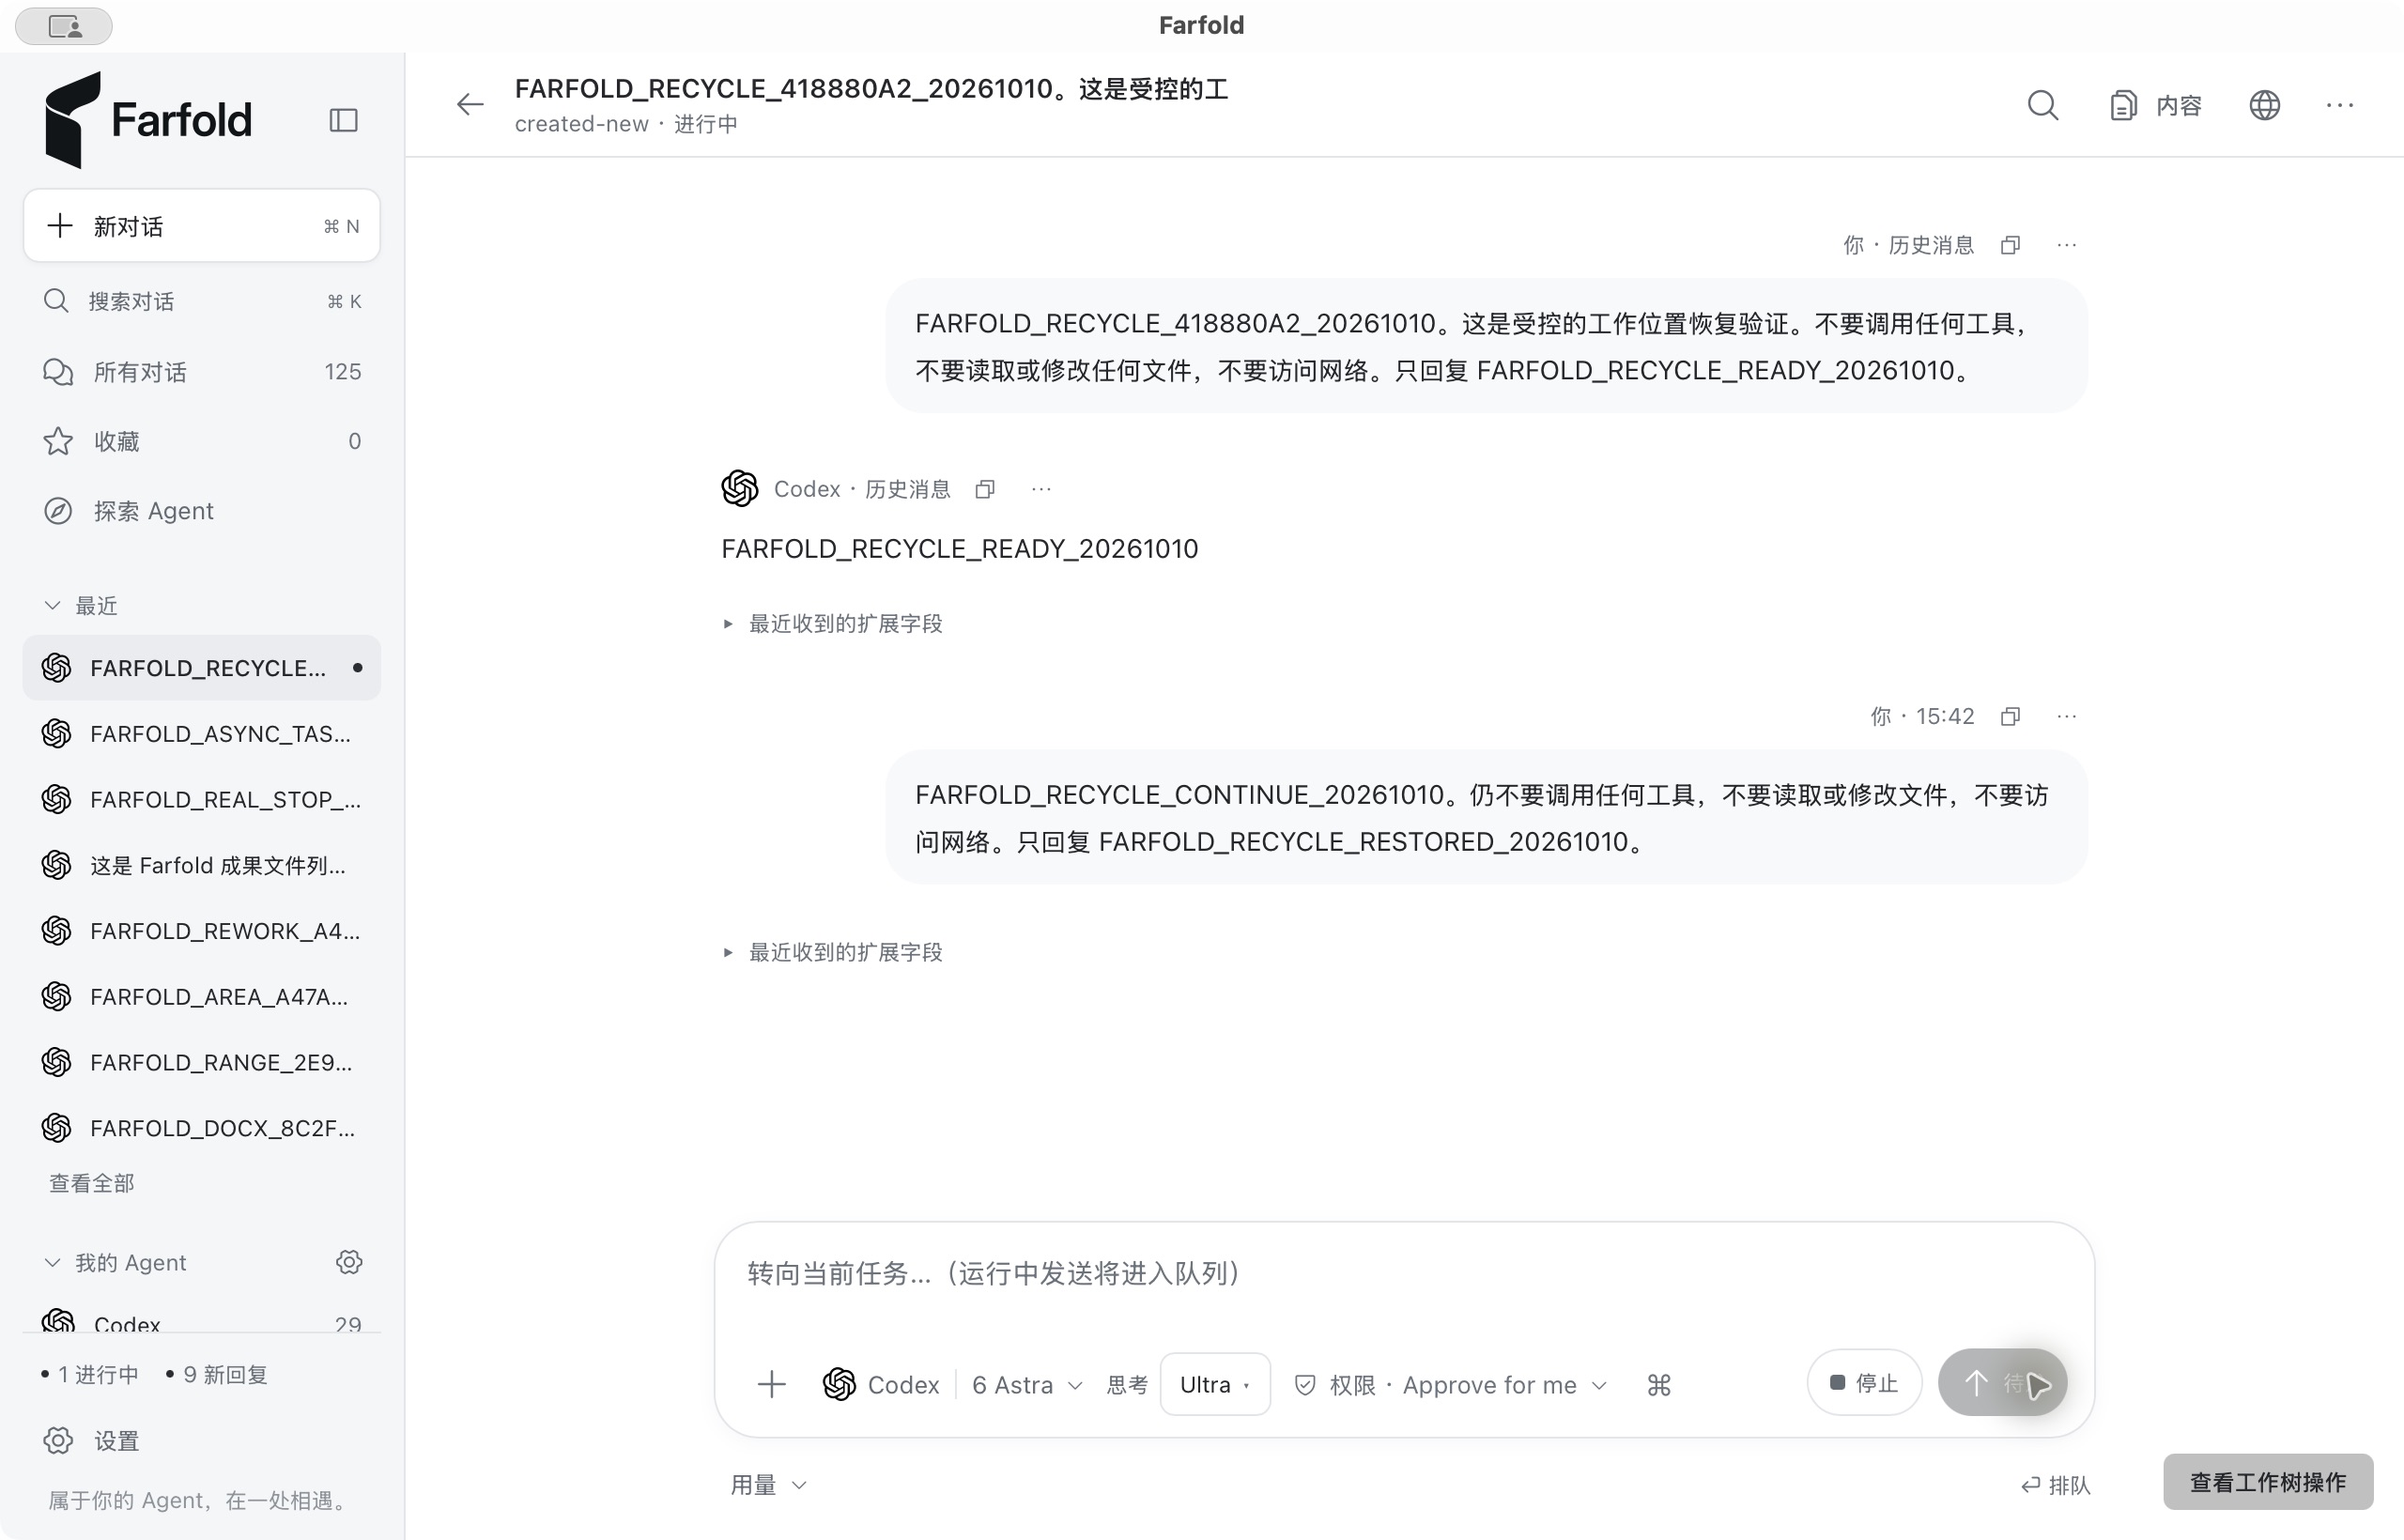 Farfold
Farfold
新对话
⌘ N
搜索对话
⌘ K
所有对话
125
收藏
0
探索 Agent
最近
FARFOLD_RECYCLE...
FARFOLD_ASYNC_TAS...
FARFOLD_REAL_STOP_...
这是 Farfold 成果文件列...
FARFOLD_REWORK_A4...
FARFOLD_AREA_A47A...
FARFOLD_RANGE_2E9...
FARFOLD_DOCX_8C2F...
查看全部
我的 Agent
Codex
29
1 进行中
9 新回复
设置
属于你的 Agent，在一处相遇。
FARFOLD_RECYCLE_418880A2_20261010。这是受控的工
created-new · 进行中
内容
你 · 历史消息
FARFOLD_RECYCLE_418880A2_20261010。这是受控的工作位置恢复验证。不要调用任何工具，
不要读取或修改任何文件，不要访问网络。只回复 FARFOLD_RECYCLE_READY_20261010。
Codex · 历史消息
FARFOLD_RECYCLE_READY_20261010
最近收到的扩展字段
你 · 15:42
FARFOLD_RECYCLE_CONTINUE_20261010。仍不要调用任何工具，不要读取或修改文件，不要访
问网络。只回复 FARFOLD_RECYCLE_RESTORED_20261010。
最近收到的扩展字段
转向当前任务...（运行中发送将进入队列）
Codex
6 Astra
思考
Ultra
权限 · Approve for me
⌘
停止
待
用量
排队
查看工作树操作